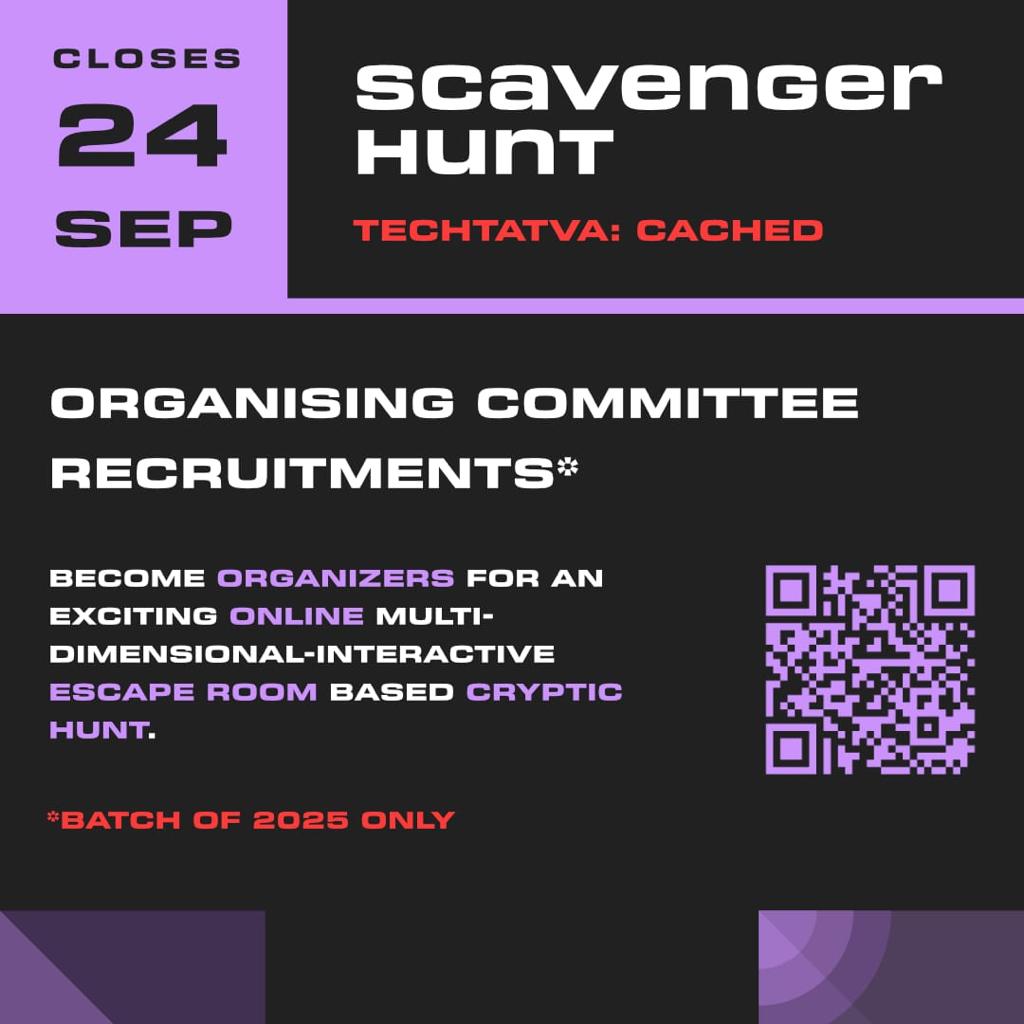 CLOSES
24
SEP
scavenger
HUNT
TECHTATVA: CACHED
ORGANISING COMMITTEE
RECRUITMENTS*
BECOME ORGANIZERS FOR AN
EXCITING ONLINE MULTI-
DIMENSIONAL-INTERACTIVE
ESCAPE ROOM BASED CRYPTIC
HUNT.
*BATCH OF 2025 ONLY